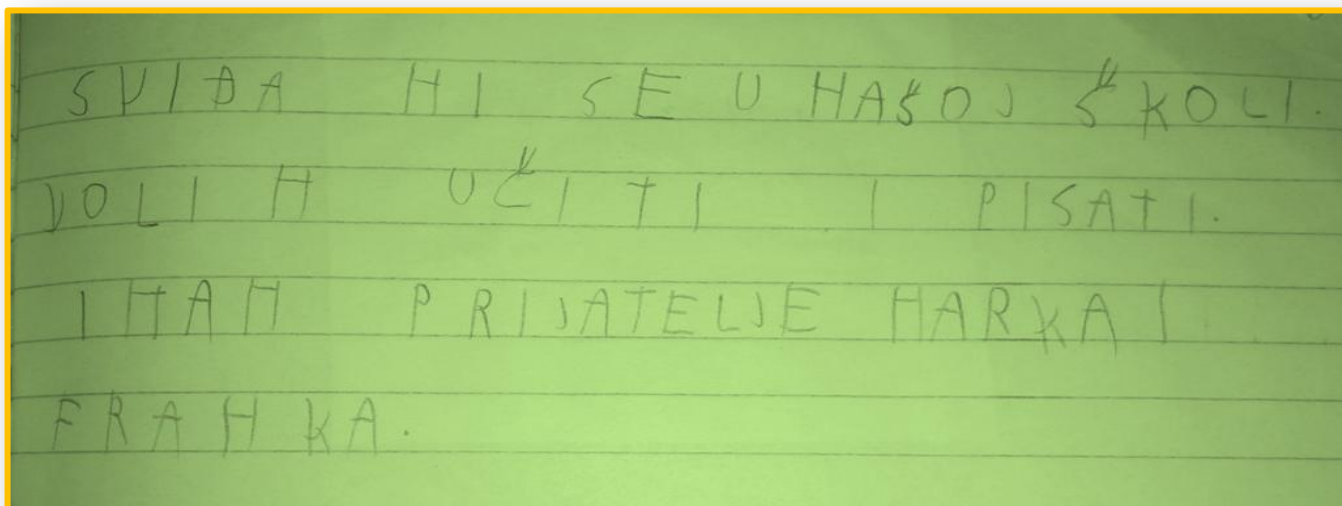 SVIĐA HI SE U HAŠOJ ŠKOLI.
VOLIH UČITI I PISATI.
IHAH PRIJATELJE HARKA I
FRAHKA.